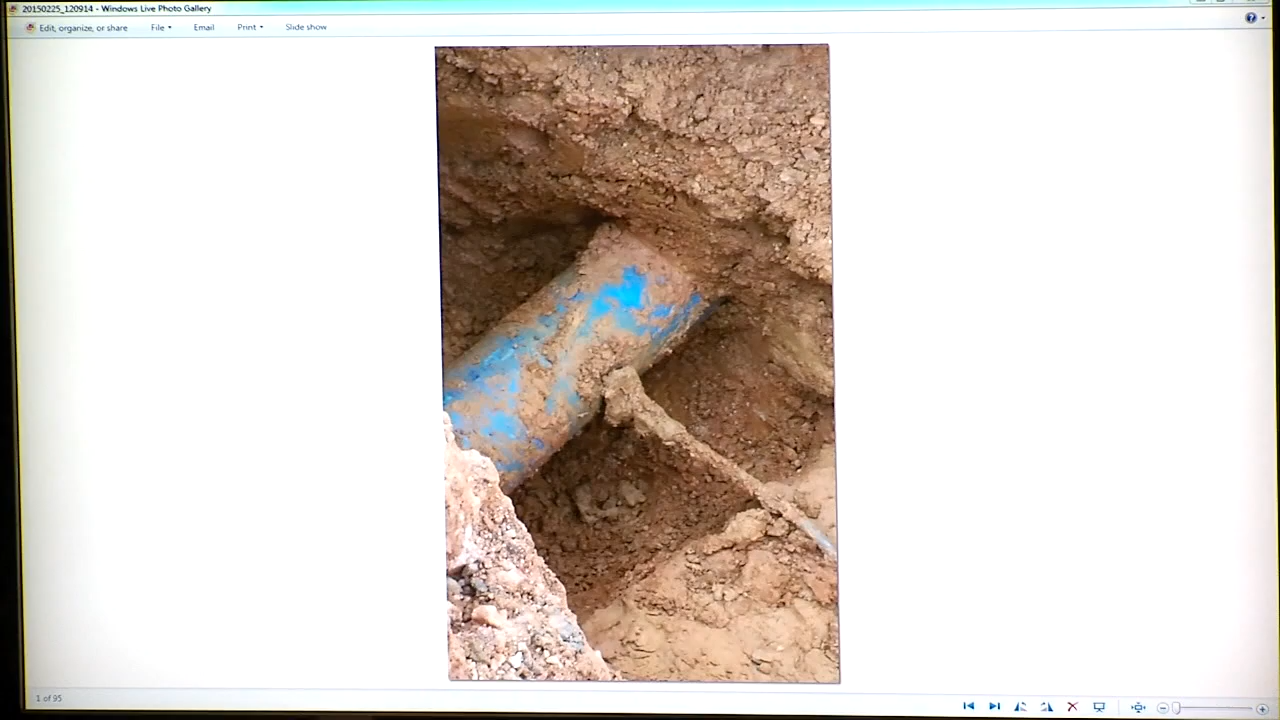 20150225_120914 - Windows Live Photo Gallery
Edit, organize, or share File Email Print Slide show
1 of 95